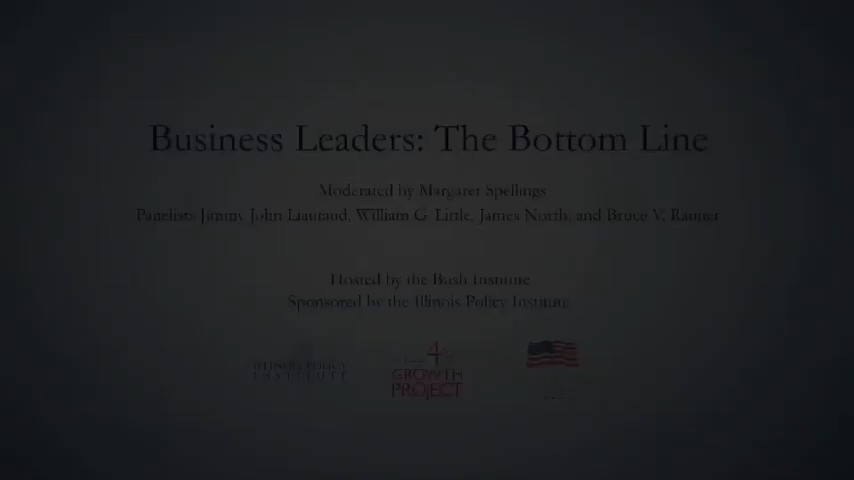 Business Leaders: The Bottom Line
Moderated by Margaret Spellings
Panelists Jimmy John Liautaud, William G. Little, James North, and Bruce V. Rauner
Hosted by the Bush Institute
Sponsored by the Illinois Policy Institute
ILLINOIS POLICY
INSTITUTE
4%
GROWTH
PROJECT